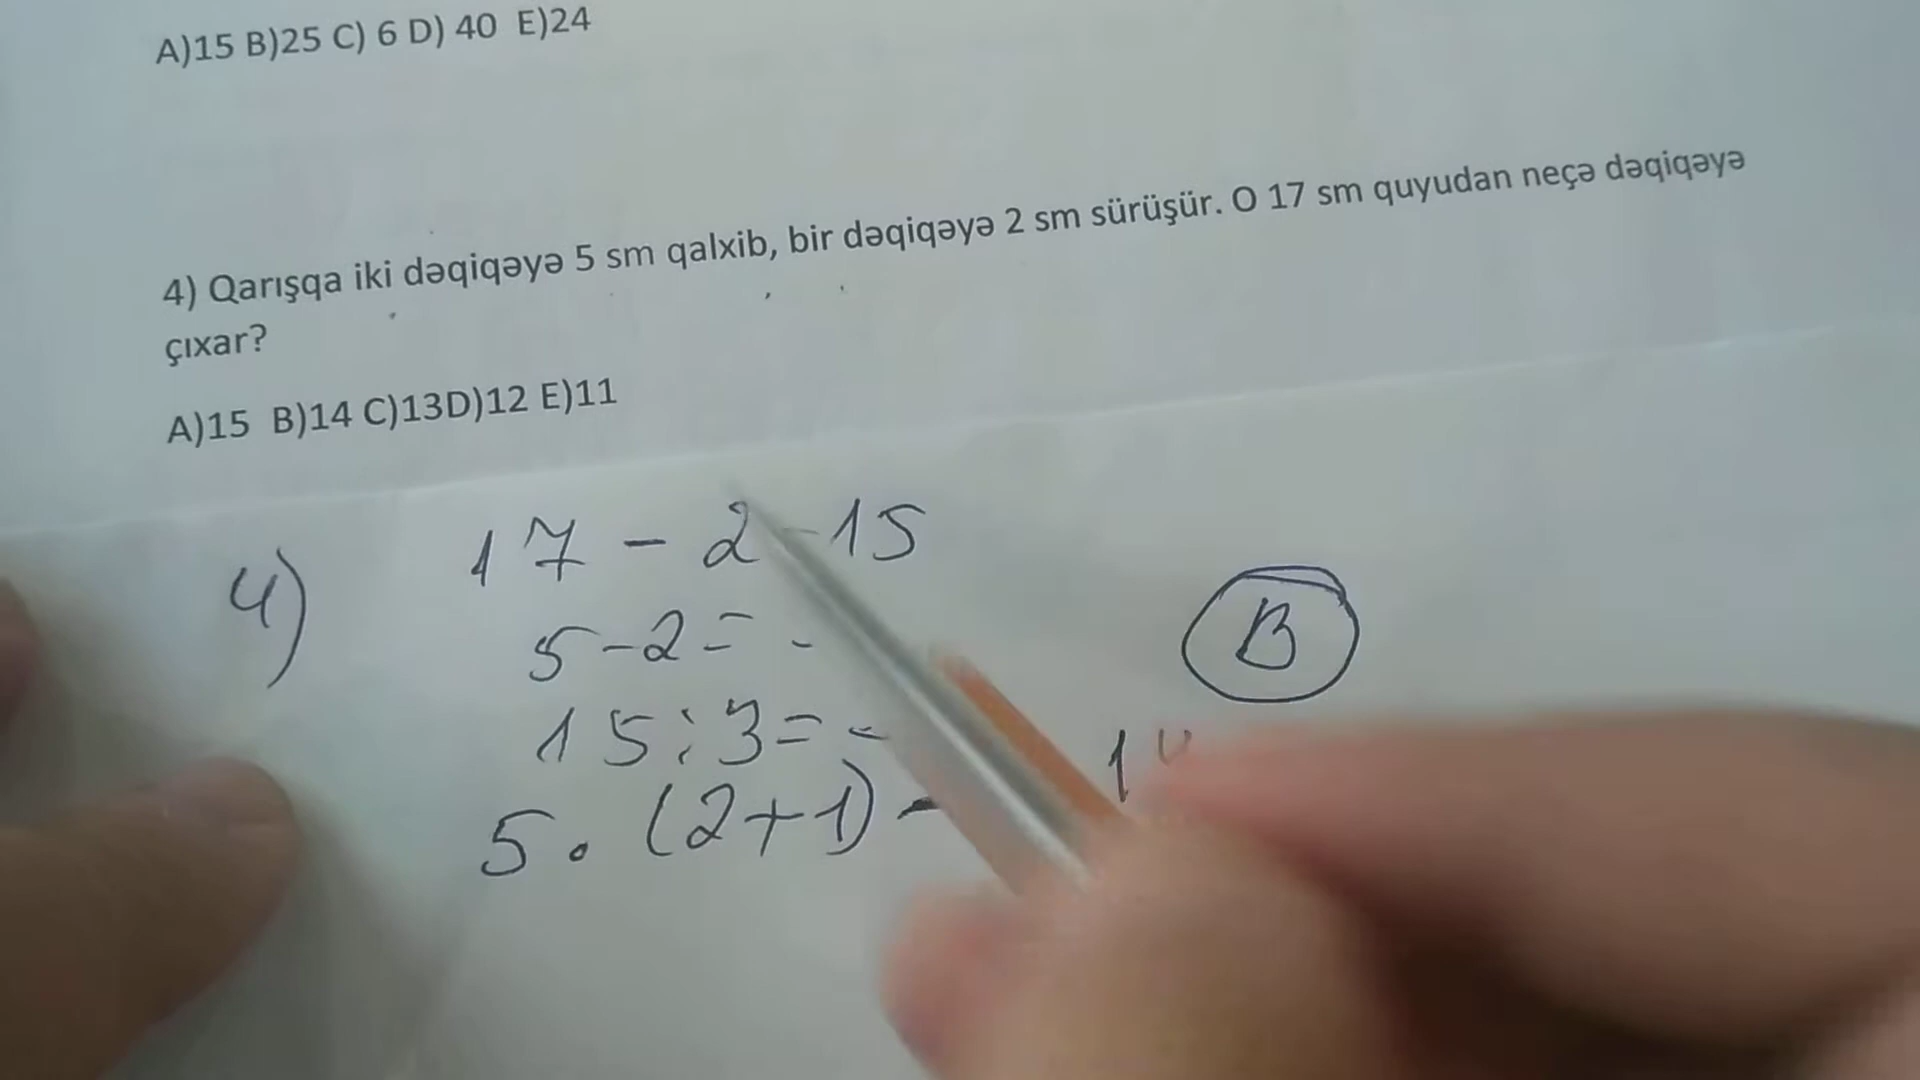 A)15 B)25 C) 6 D) 40 E)24
4) Qarışqa iki dəqiqəyə 5 sm qalxıb, bir dəqiqəyə 2 sm sürüşür. O 17 sm quyudan neçə dəqiqəyə
çıxar?
A)15 B)14 C)13D)12 E)11
4) 17 - 2 15
5 - 2 =
B
15 : 3 =
5 . (2+1) -